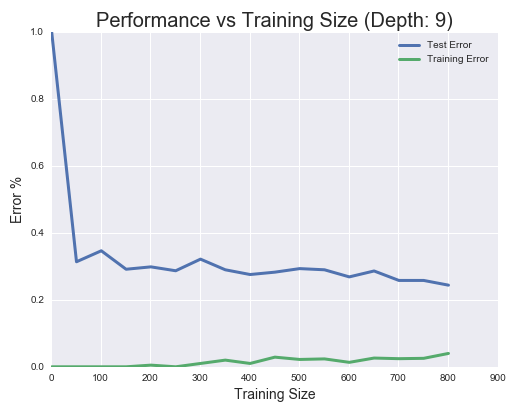 Performance vs Training Size (Depth: 9)
1.0
Test Error
Training Error
0.8
0.6
Error %
0.4
0.2
0.0
0 100 200 300 400 500 600 700 800 900
Training Size